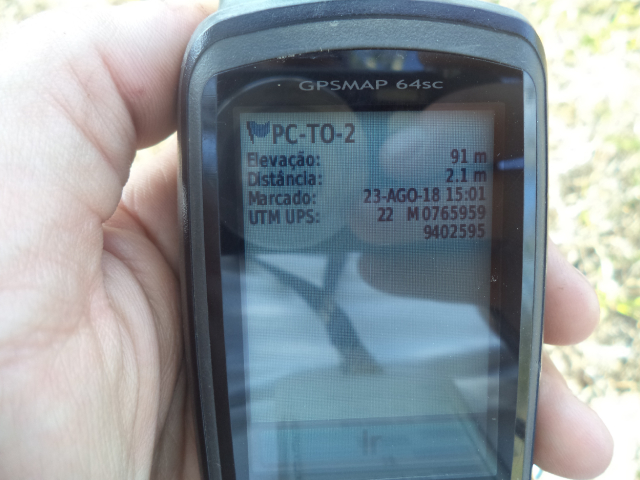 GPSMAP 64sc
PC-TO-2
Elevação: 91 m
Distância: 2.1 m
Marcado: 23-AGO-18 15:01
UTM UPS: 22 M 0765959
9402595
Ir